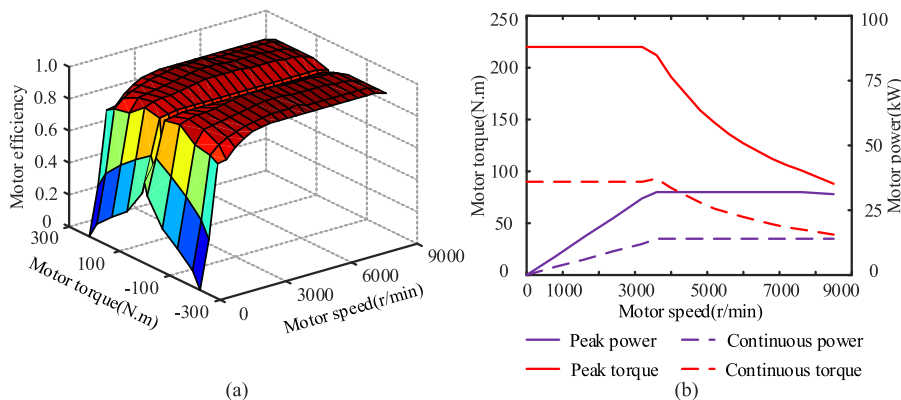 1.0
0.8
0.6
0.4
0.2
0
Motor efficiency
300
100
-100
-300
Motor torque(N.m)
0
3000
6000
9000
Motor speed(r/min)
(a)
250
200
150
100
50
0
Motor torque(N.m)
100
75
50
25
0
Motor power(kW)
0 1000 3000 5000 7000 9000
Motor speed(r/min)
Peak power
Continuous power
Peak torque
Continuous torque
(b)